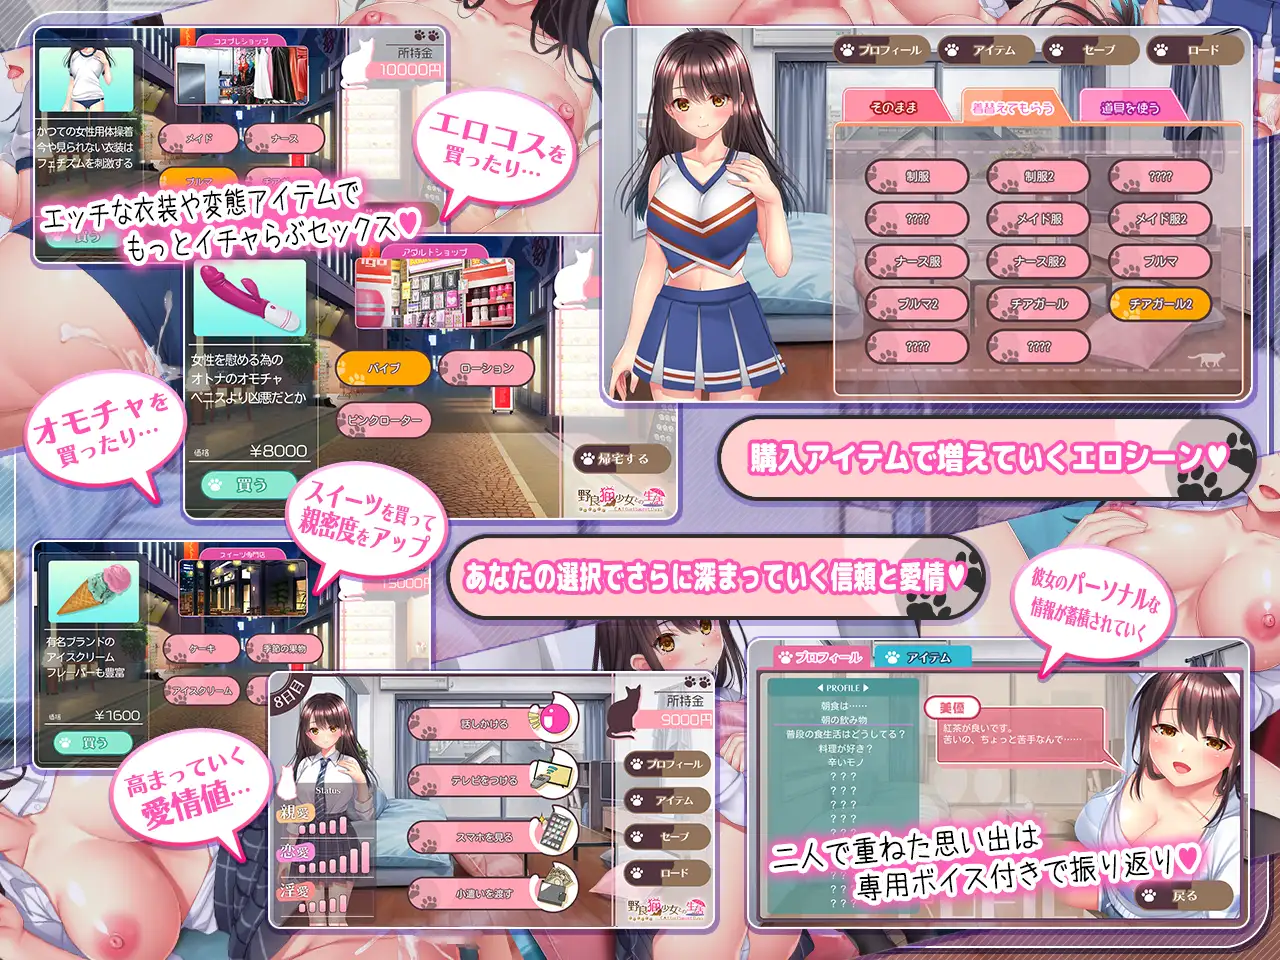 コスプレショップ
所持金
10000円
かつての女性用体操着
今や見られない衣装は
フェチズムを刺激する
メイド
ナース
ブルマ
エロコスを
買ったり…
エッチな衣装や変態アイテムで
もっとイチャらぶセックス♥
買う
プロフィール
アイテム
セーブ
ロード
そのまま
着替えてもらう
道具を使う
制服
制服2
????
????
メイド服
メイド服2
ナース服
ナース服2
ブルマ
ブルマ2
チアガール
チアガール2
????
????
アダルトショップ
女性を慰める為の
オトナのオモチャ
ペニスより凶悪だとか
価格
¥8000
買う
バイブ
ローション
ピンクローター
帰宅する
野良猫少女との生活
オモチャを
買ったり…
購入アイテムで増えていくエロシーン♥
スイーツを買って
親密度をアップ
あなたの選択でさらに深まっていく信頼と愛情♥
スイーツ専門店
15000円
有名ブランドの
アイスクリーム
フレーバーも豊富
価格
¥1600
買う
ケーキ
季節の果物
アイスクリーム
高まっていく
愛情値…
8日目
Status
親愛
恋愛
淫愛
話しかける
テレビをつける
スマホを見る
小遣いを渡す
所持金
9000円
プロフィール
アイテム
セーブ
ロード
野良猫少女との生活
彼女のパーソナルな
情報が蓄積されていく
プロフィール
アイテム
◀ PROFILE ▶
朝食は……
朝の飲み物
普段の食生活はどうしてる?
料理が好き?
辛いモノ
???
???
???
???
???
???
???
美優
紅茶が良いです。
苦いの、ちょっと苦手なんで……
二人で重ねた思い出は
専用ボイス付きで振り返り♥
戻る